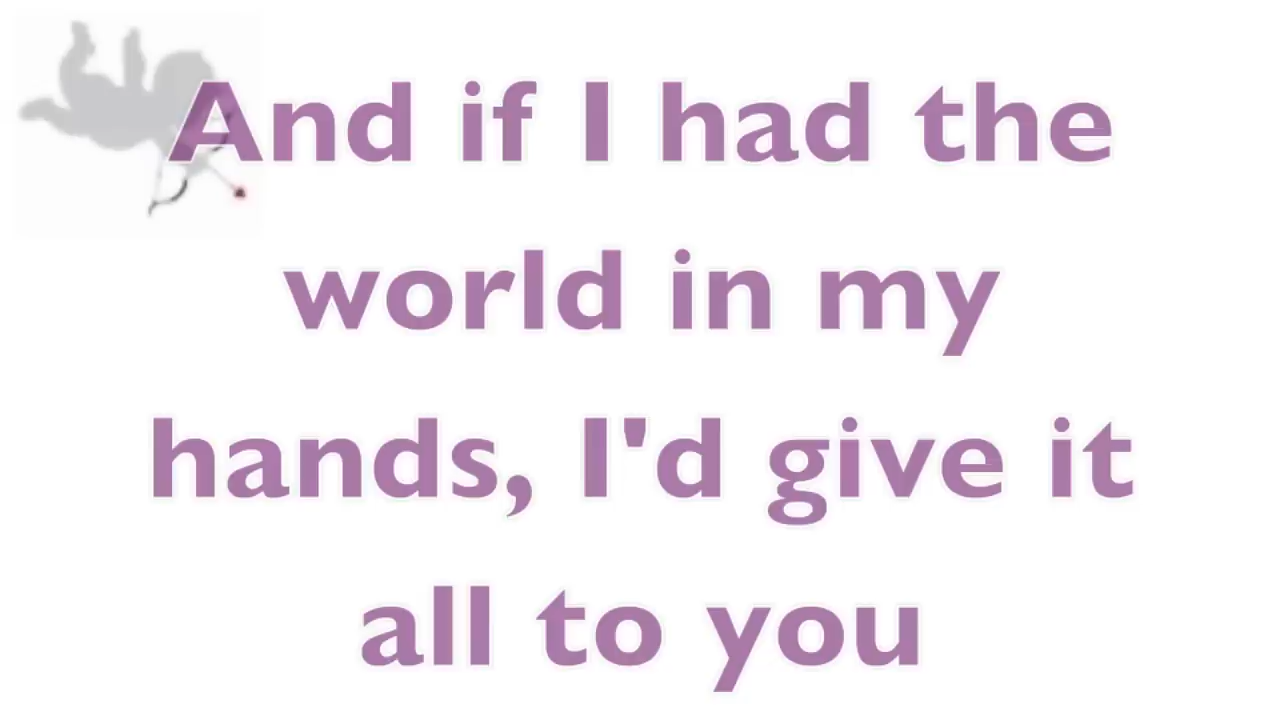 And if I had the
world in my
hands, I'd give it
all to you